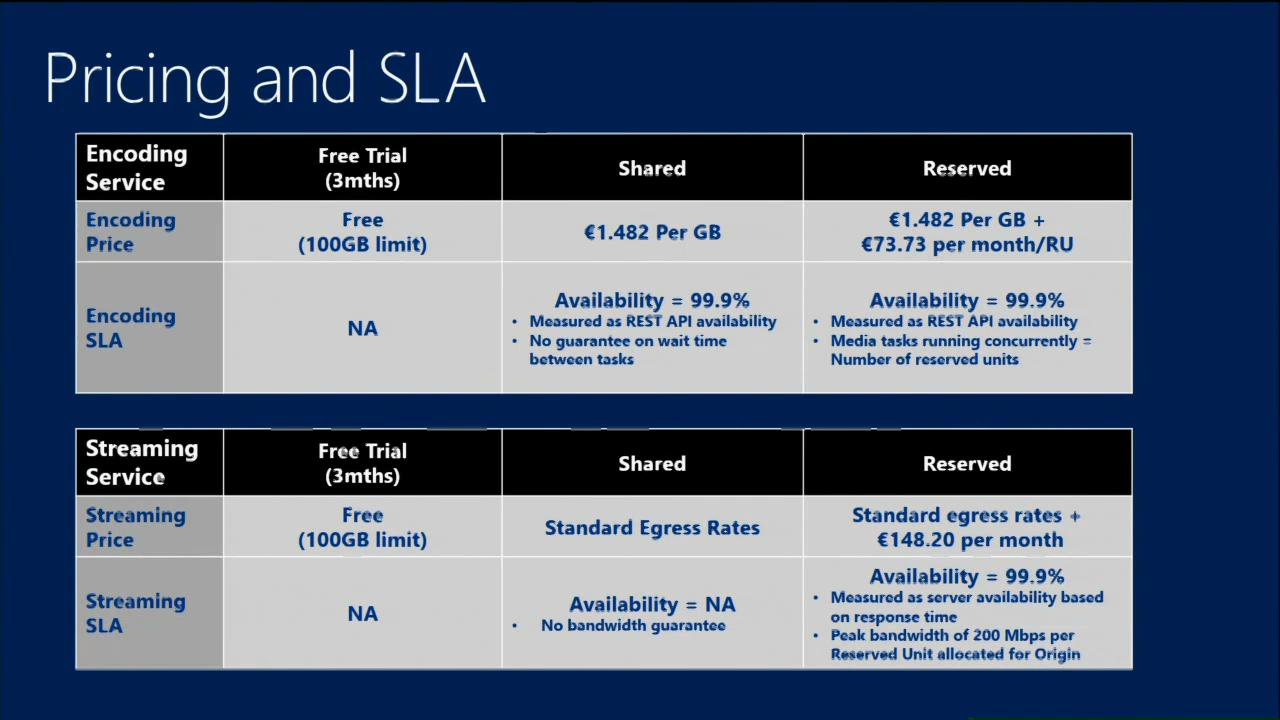 Pricing and SLA
Encoding
Service
Free Trial
(3mths)
Shared
Reserved
Encoding
Price
Free
(100GB limit)
€1.482 Per GB
€1.482 Per GB +
€73.73 per month/RU
Encoding
SLA
NA
Availability = 99.9%
• Measured as REST API availability
• No guarantee on wait time
between tasks
Availability = 99.9%
• Measured as REST API availability
• Media tasks running concurrently =
Number of reserved units
Streaming
Service
Free Trial
(3mths)
Shared
Reserved
Streaming
Price
Free
(100GB limit)
Standard Egress Rates
Standard egress rates +
€148.20 per month
Streaming
SLA
NA
Availability = NA
• No bandwidth guarantee
Availability = 99.9%
• Measured as server availability based
on response time
• Peak bandwidth of 200 Mbps per
Reserved Unit allocated for Origin